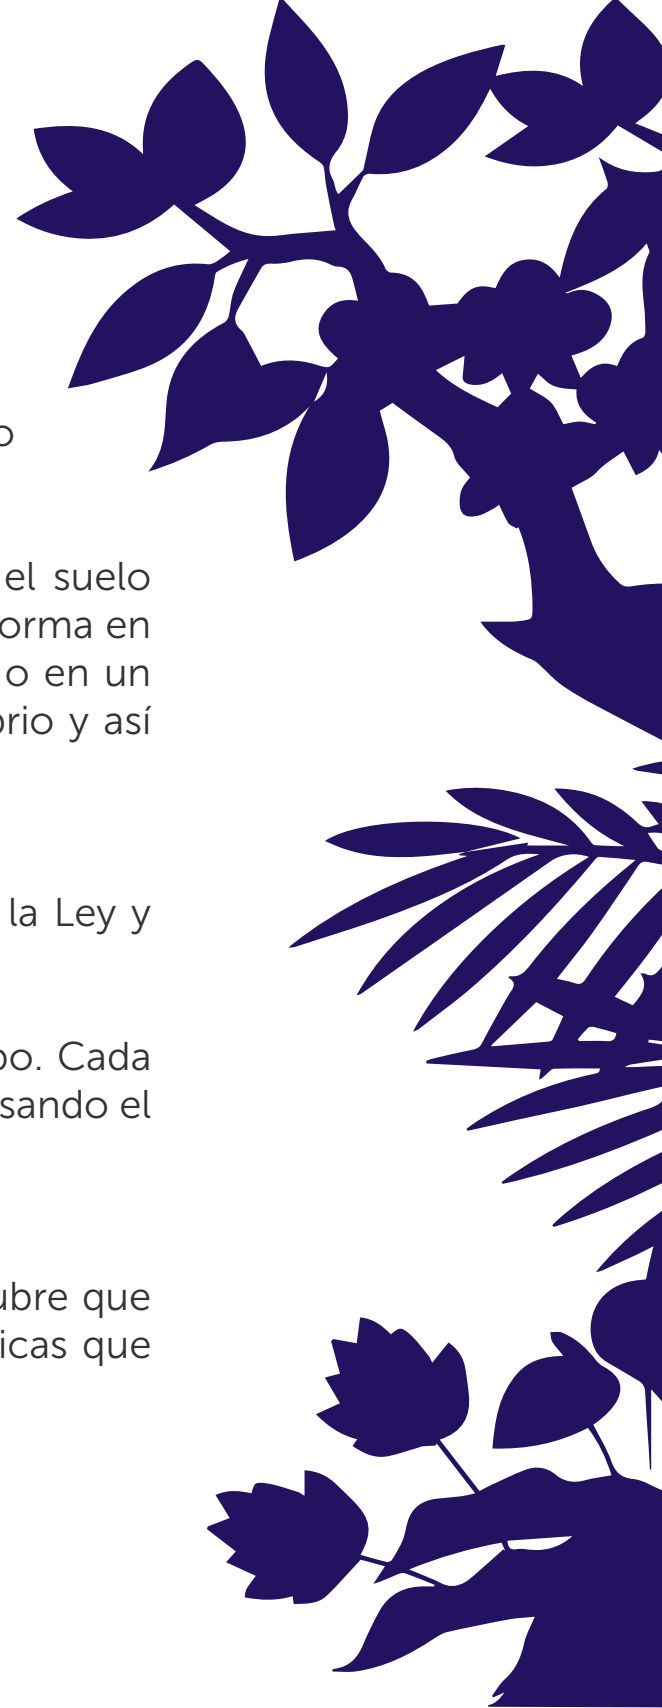 o
el suelo
orma en
o en un
rio y así
la Ley y
po. Cada
sando el
ubre que
icas que